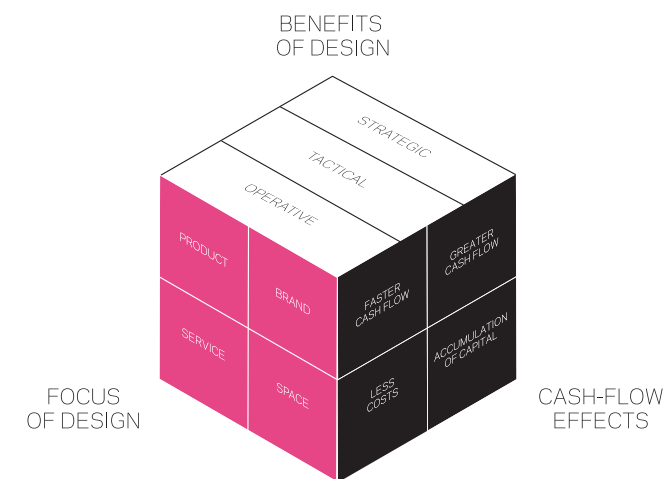 BENEFITS
OF DESIGN
STRATEGIC
TACTICAL
OPERATIVE
PRODUCT
BRAND
SERVICE
SPACE
FASTER
CASH FLOW
GREATER
CASH FLOW
LESS
COSTS
ACCUMULATION
OF CAPITAL
FOCUS
OF DESIGN
CASH-FLOW
EFFECTS